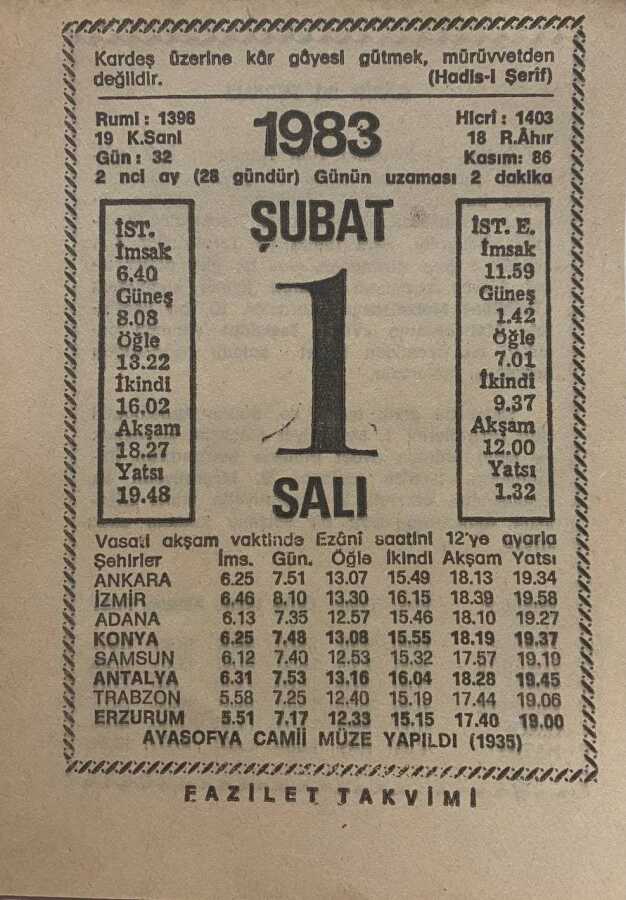 Kardeş üzerine kâr gâyesi gütmek, mürüvvetden
değildir. (Hadis-i Şerif)
Rumî : 1398
19 K.Sani
Gün : 32
1983
Hicrî : 1403
18 R.Âhır
Kasım: 86
2 nci ay (28 gündür) Günün uzaması 2 dakika
İST.
İmsak
6.40
Güneş
8.08
Öğle
13.22
İkindi
16.02
Akşam
18.27
Yatsı
19.48
ŞUBAT
1
SALI
İST. E.
İmsak
11.59
Güneş
1.42
Öğle
7.01
İkindi
9.37
Akşam
12.00
Yatsı
1.32
Vasati akşam vaktinde Ezânî saatini 12'ye ayarla
Şehirler İms. Gün. Öğle İkindi Akşam Yatsı
ANKARA 6.25 7.51 13.07 15.49 18.13 19.34
İZMİR 6.46 8.10 13.30 16.15 18.39 19.58
ADANA 6.13 7.35 12.57 15.46 18.10 19.27
KONYA 6.25 7.48 13.08 15.55 18.19 19.37
SAMSUN 6.12 7.40 12.53 15.32 17.57 19.19
ANTALYA 6.31 7.53 13.16 16.04 18.28 19.45
TRABZON 5.58 7.25 12.40 15.19 17.44 19.06
ERZURUM 5.51 7.17 12.33 15.15 17.40 19.00
AYASOFYA CAMİİ MÜZE YAPILDI (1935)
FAZİLET TAKVİMİ